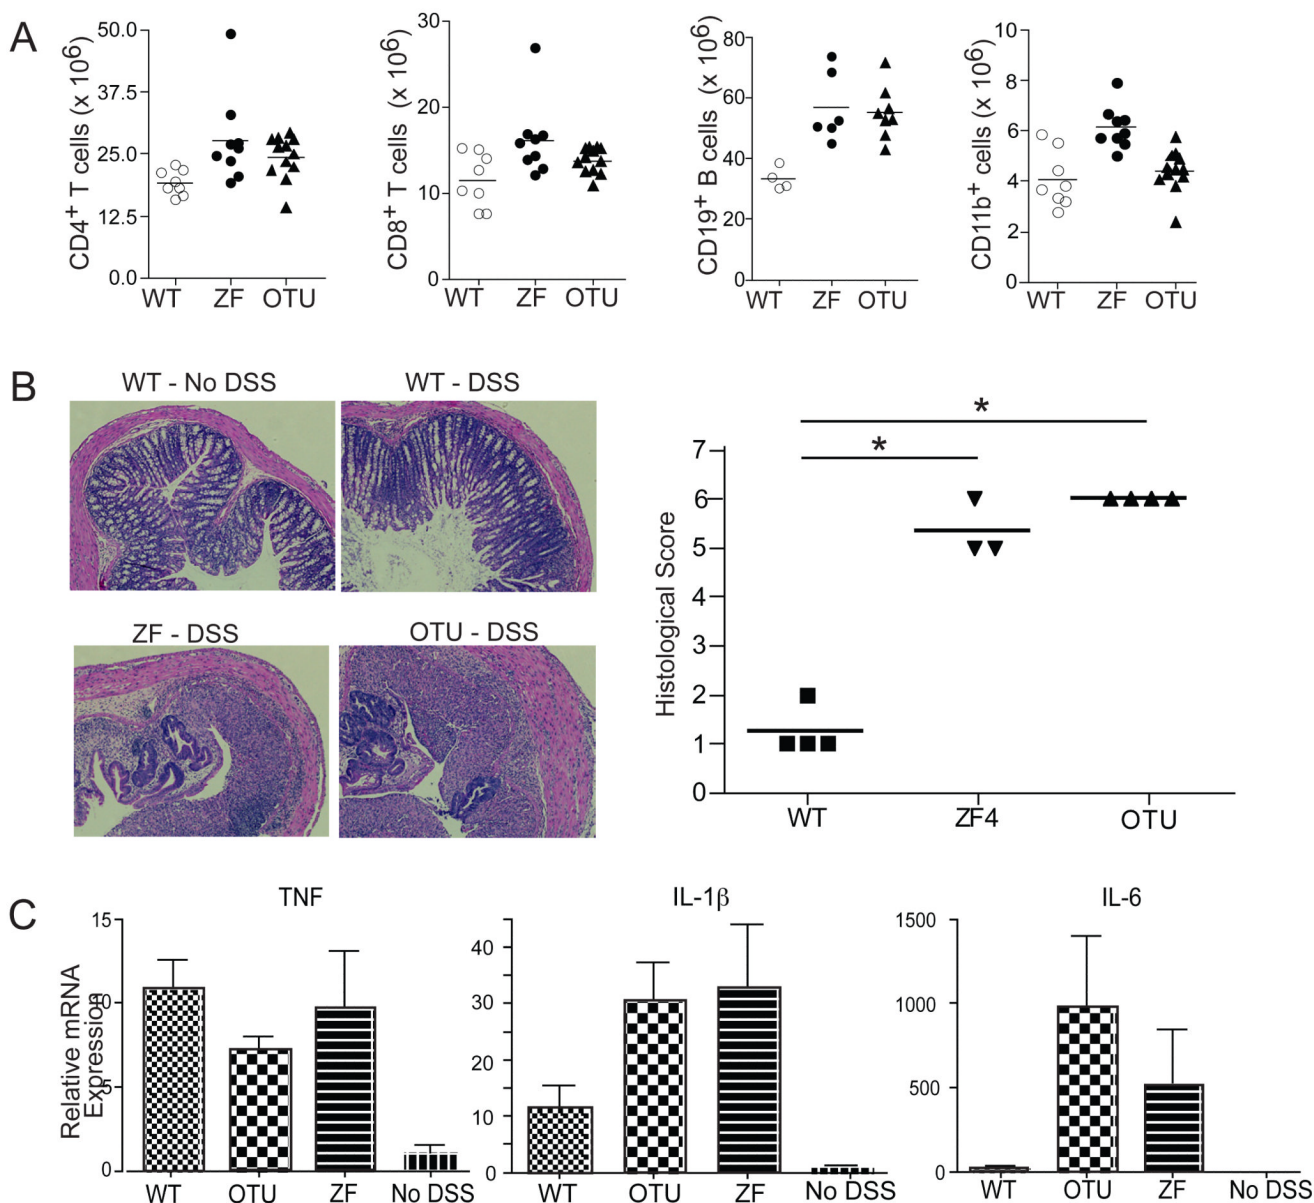 A
CD4+ T cells (x 10^6)
50.0
37.5
25.0
12.5
0.0
WT ZF OTU
CD8+ T cells (x 10^6)
30
20
10
0
WT ZF OTU
CD19+ B cells (x 10^6)
80
60
40
20
0
WT ZF OTU
CD11b+ cells (x 10^6)
10
8
6
4
2
0
WT ZF OTU
B
WT - No DSS
WT - DSS
ZF - DSS
OTU - DSS
Histological Score
7
6
5
7
4
3
2
1
0
*
*
WT ZF4 OTU
C
Relative mRNA
Expression
TNF
15
10
5
0
WT OTU ZF No DSS
IL-1β
40
30
30
20
10
0
WT OTU ZF No DSS
IL-6
1500
1000
500
0
WT OTU ZF No DSS